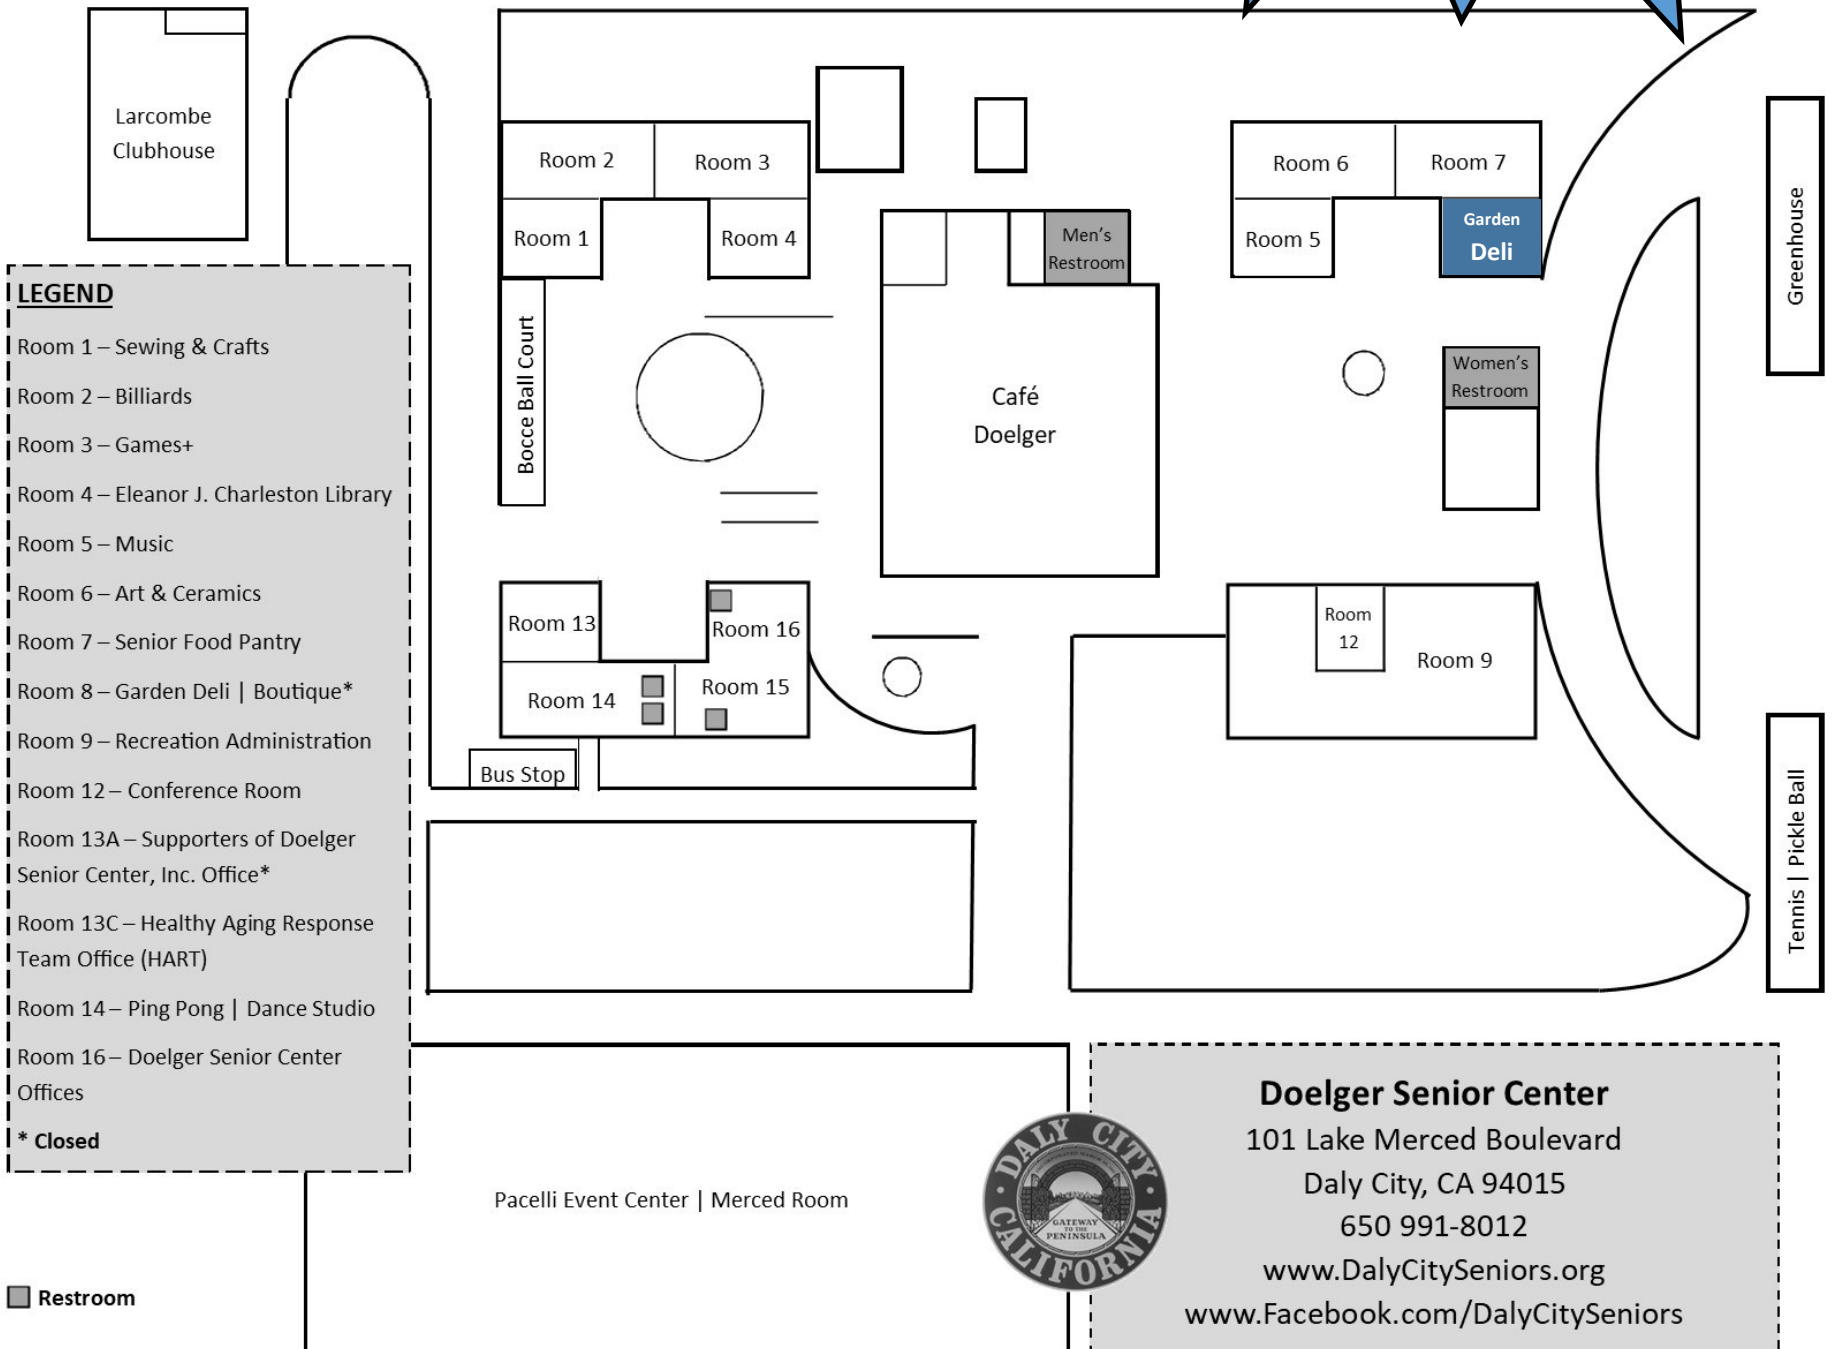 Larcombe
Clubhouse
Room 2
Room 3
Room 1
Room 4
Men's
Restroom
Room 6
Room 7
Room 5
Garden
Deli
Greenhouse
Bocce Ball Court
Café
Doelger
Women's
Restroom
Room 13
Room 16
Room 14
Room 15
Room
12
Room 9
Bus Stop
Tennis | Pickle Ball
LEGEND
Room 1 – Sewing & Crafts
Room 2 – Billiards
Room 3 – Games+
Room 4 – Eleanor J. Charleston Library
Room 5 – Music
Room 6 – Art & Ceramics
Room 7 – Senior Food Pantry
Room 8 – Garden Deli | Boutique*
Room 9 – Recreation Administration
Room 12 – Conference Room
Room 13A – Supporters of Doelger
Senior Center, Inc. Office*
Room 13C – Healthy Aging Response
Team Office (HART)
Room 14 – Ping Pong | Dance Studio
Room 16 – Doelger Senior Center
Offices
* Closed
Restroom
Pacelli Event Center | Merced Room
DALY CITY
GATEWAY
TO THE
PENINSULA
CALIFORNIA
Doelger Senior Center
101 Lake Merced Boulevard
Daly City, CA 94015
650 991-8012
www.DalyCitySeniors.org
www.Facebook.com/DalyCitySeniors